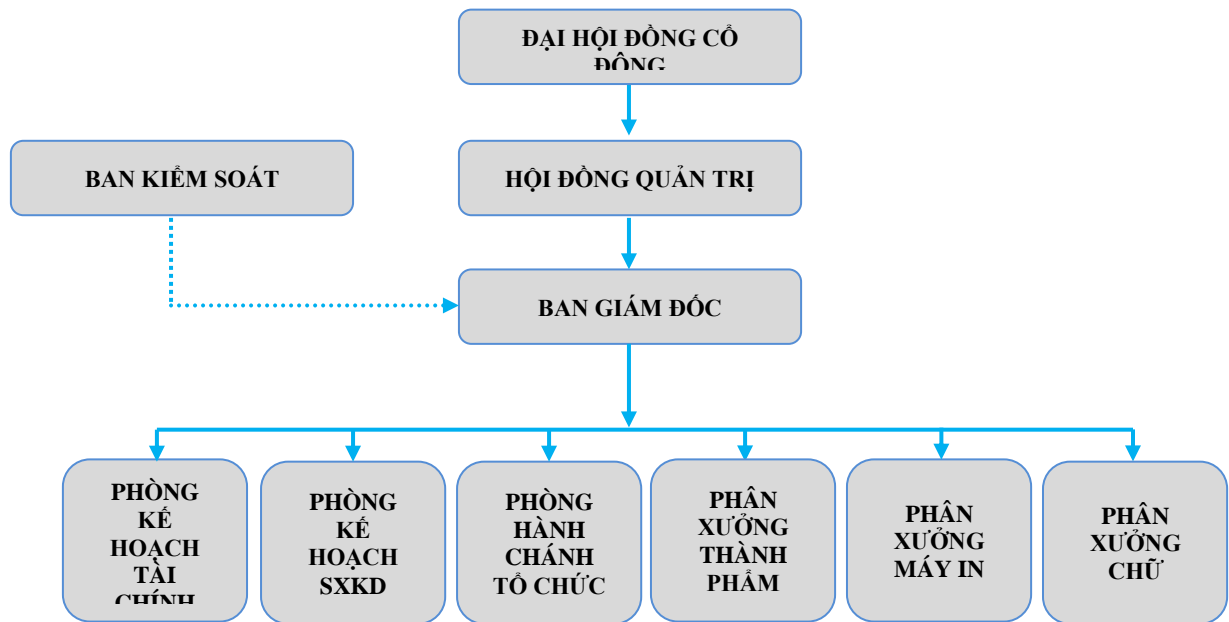 ĐẠI HỘI ĐỒNG CỔ
ĐÔNG
BAN KIỂM SOÁT
HỘI ĐỒNG QUẢN TRỊ
BAN GIÁM ĐỐC
PHÒNG
KẾ
HOẠCH
TÀI
CHÍNH
PHÒNG
KẾ
HOẠCH
SXKD
PHÒNG
HÀNH
CHÁNH
TỔ CHỨC
PHÂN
XƯỞNG
THÀNH
PHẨM
PHÂN
XƯỞNG
MÁY IN
PHÂN
XƯỞNG
CHỮ